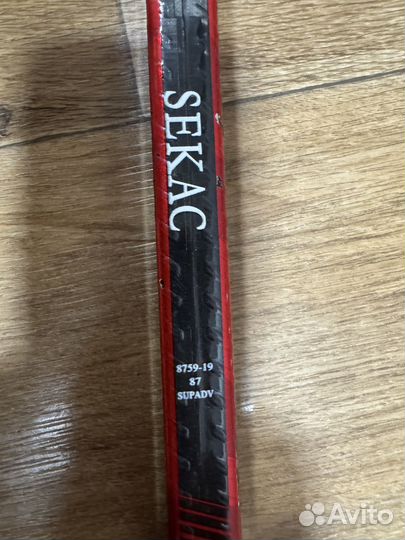 SEKAC
8759-19
87
SUPADV
Avito